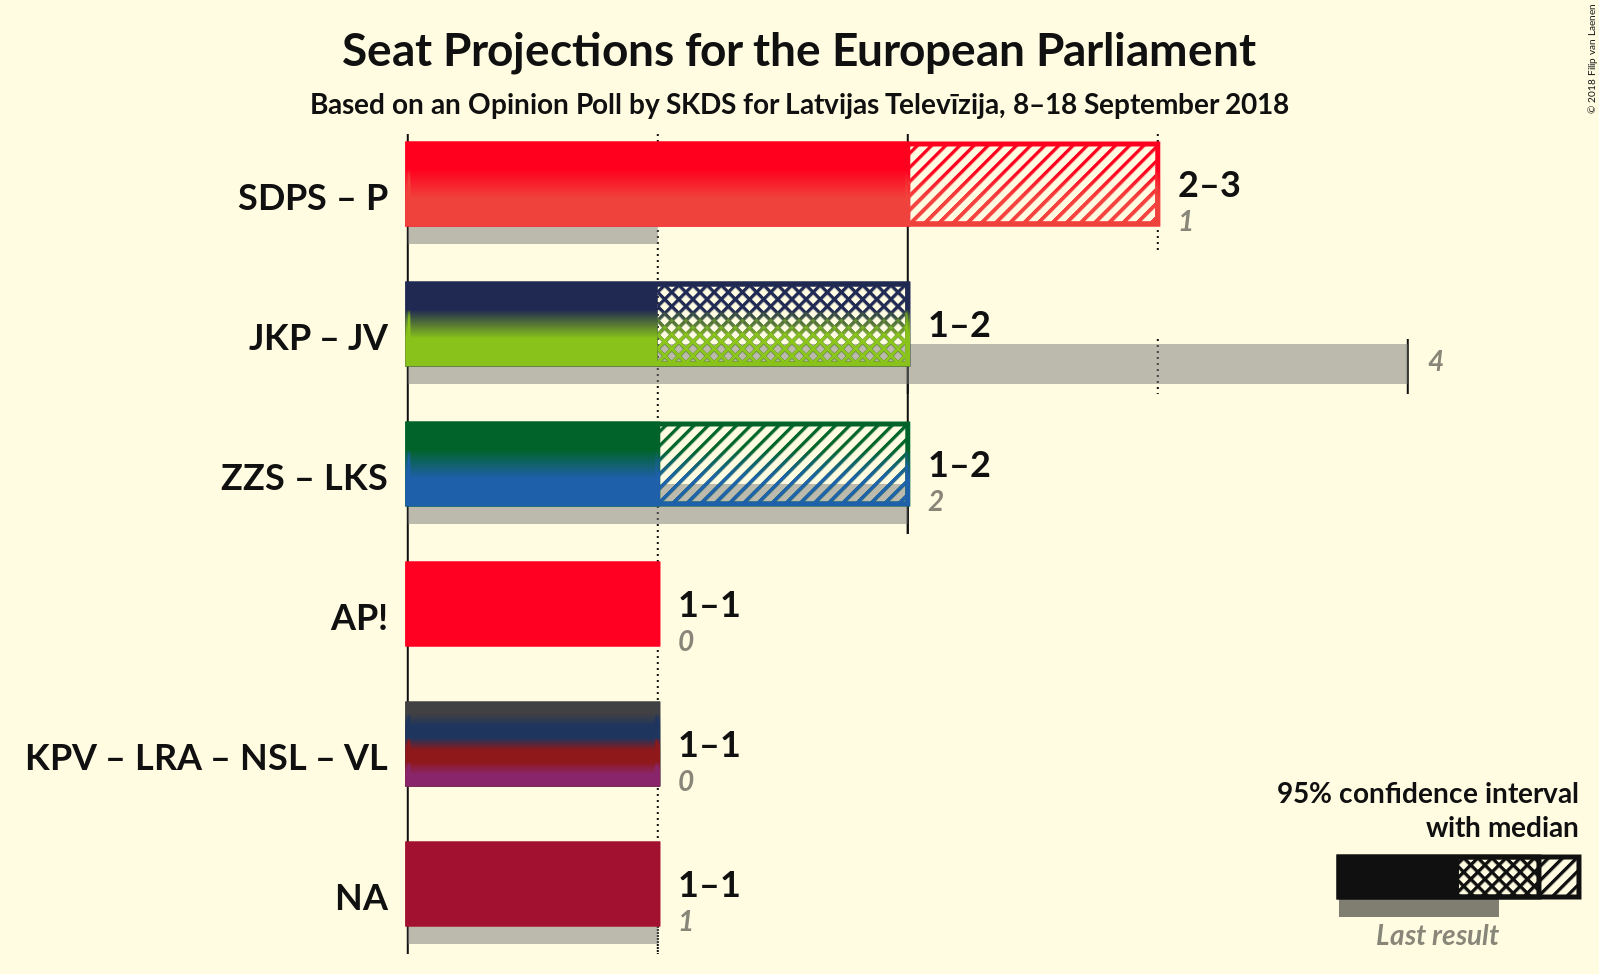 Seat Projections for the European Parliament
Based on an Opinion Poll by SKDS for Latvijas Televīzija, 8–18 September 2018
© 2018 Filip van Laenen
SDPS – P
2–3
1
JKP – JV
1–2
4
ZZS – LKS
1–2
2
AP!
1–1
0
KPV – LRA – NSL – VL
1–1
0
NA
1–1
1
95% confidence interval
with median
Last result